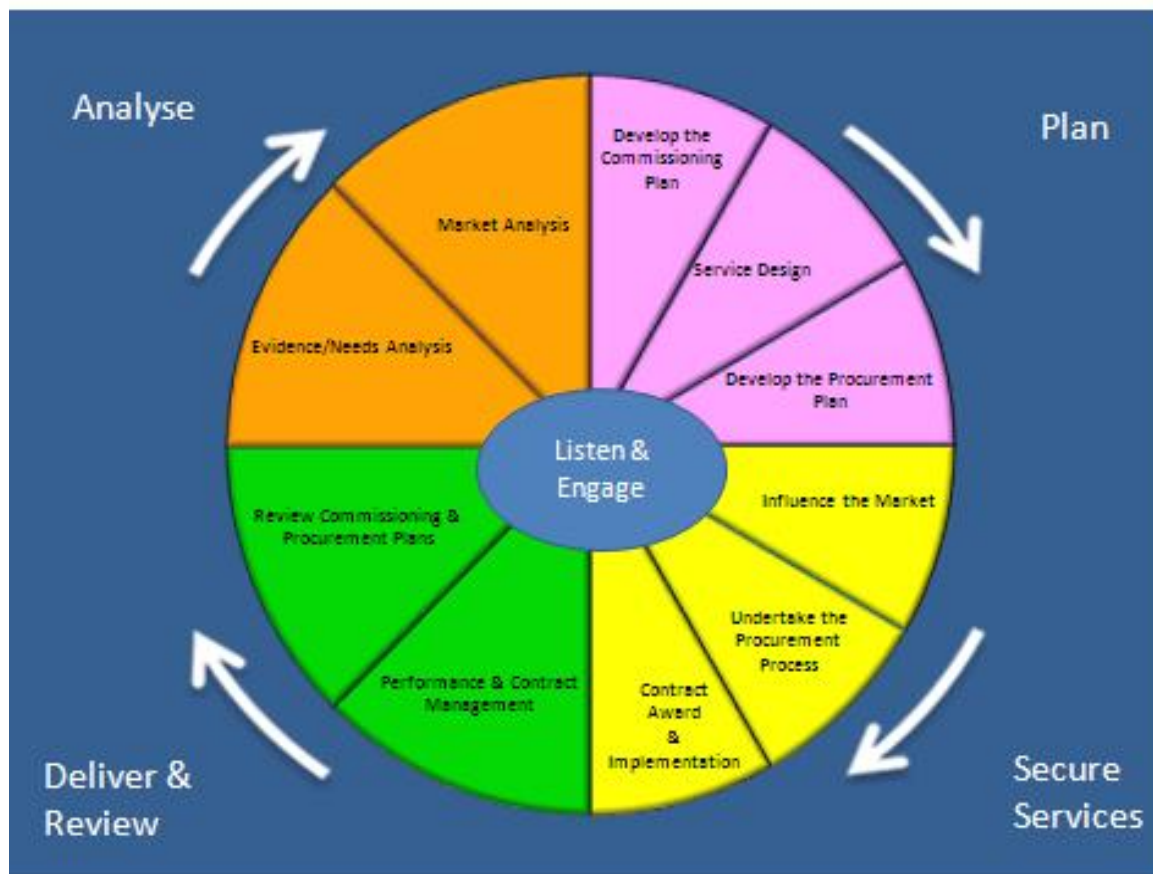 Analyse
Plan
Develop the
Commissioning
Plan
Market Analysis
Service Design
Evidence/Needs Analysis
Develop the Procurement
Plan
Listen &
Engage
Influence the Market
Review Commissioning &
Procurement Plans
Undertake the
Procurement
Process
Performance & Contract
Management
Contract
Award
&
Implementation
Deliver &
Review
Secure
Services